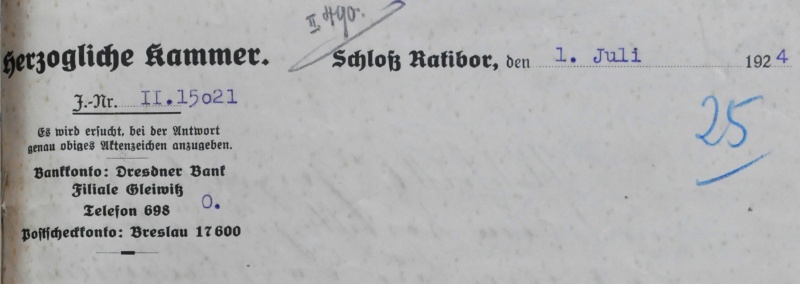 II 490.
Herzogliche Kammer.
Schloß Ratibor, den 1. Juli 1924
J.-Nr. II.15o21
Es wird ersucht, bei der Antwort
genau obiges Aktenzeichen anzugeben.
25
Bankkonto: Dresdner Bank
Filiale Gleiwitz
Telefon 698 0.
Postscheckkonto: Breslau 17600